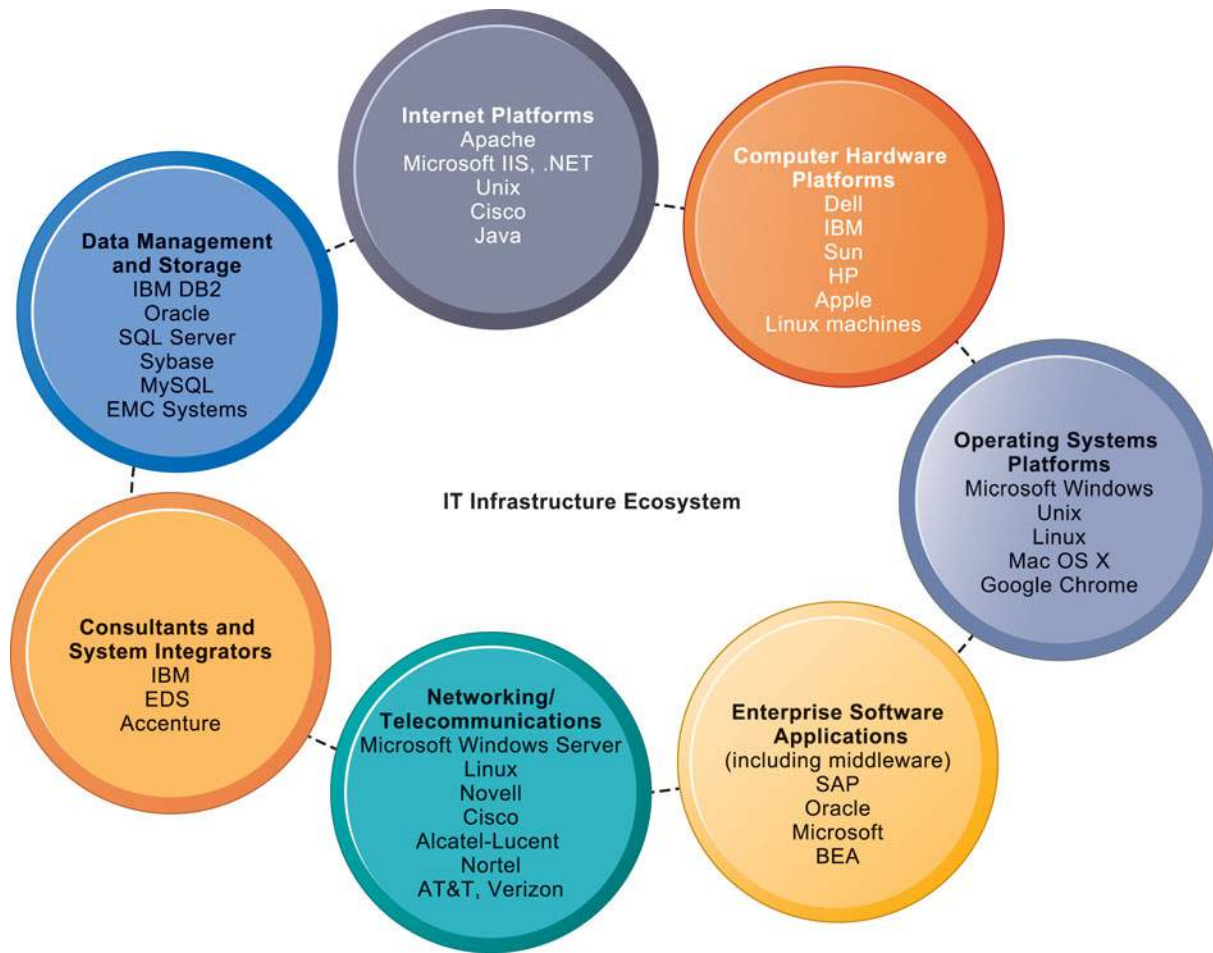 Internet Platforms
Apache
Microsoft IIS, .NET
Unix
Cisco
Java
Computer Hardware
Platforms
Dell
IBM
Sun
HP
Apple
Linux machines
Data Management
and Storage
IBM DB2
Oracle
SQL Server
Sybase
MySQL
EMC Systems
Operating Systems
Platforms
Microsoft Windows
Unix
Linux
Mac OS X
Google Chrome
IT Infrastructure Ecosystem
Consultants and
System Integrators
IBM
EDS
Accenture
Networking/
Telecommunications
Microsoft Windows Server
Linux
Novell
Cisco
Alcatel-Lucent
Nortel
AT&T, Verizon
Enterprise Software
Applications
(including middleware)
SAP
Oracle
Microsoft
BEA